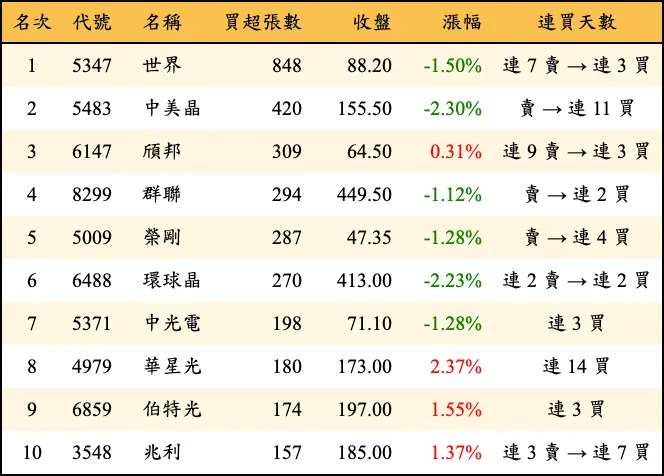 名次 代號 名稱 買超張數 收盤 漲幅 連買天數
1 5347 世界 848 88.20 -1.50% 連 7 賣 → 連 3 買
2 5483 中美晶 420 155.50 -2.30% 賣 → 連 11 買
3 6147 頎邦 309 64.50 0.31% 連 9 賣 → 連 3 買
4 8299 群聯 294 449.50 -1.12% 賣 → 連 2 買
5 5009 榮剛 287 47.35 -1.28% 賣 → 連 4 買
6 6488 環球晶 270 413.00 -2.23% 連 2 賣 → 連 2 買
7 5371 中光電 198 71.10 -1.28% 連 3 買
8 4979 華星光 180 173.00 2.37% 連 14 買
9 6859 伯特光 174 197.00 1.55% 連 3 買
10 3548 兆利 157 185.00 1.37% 連 3 賣 → 連 7 買